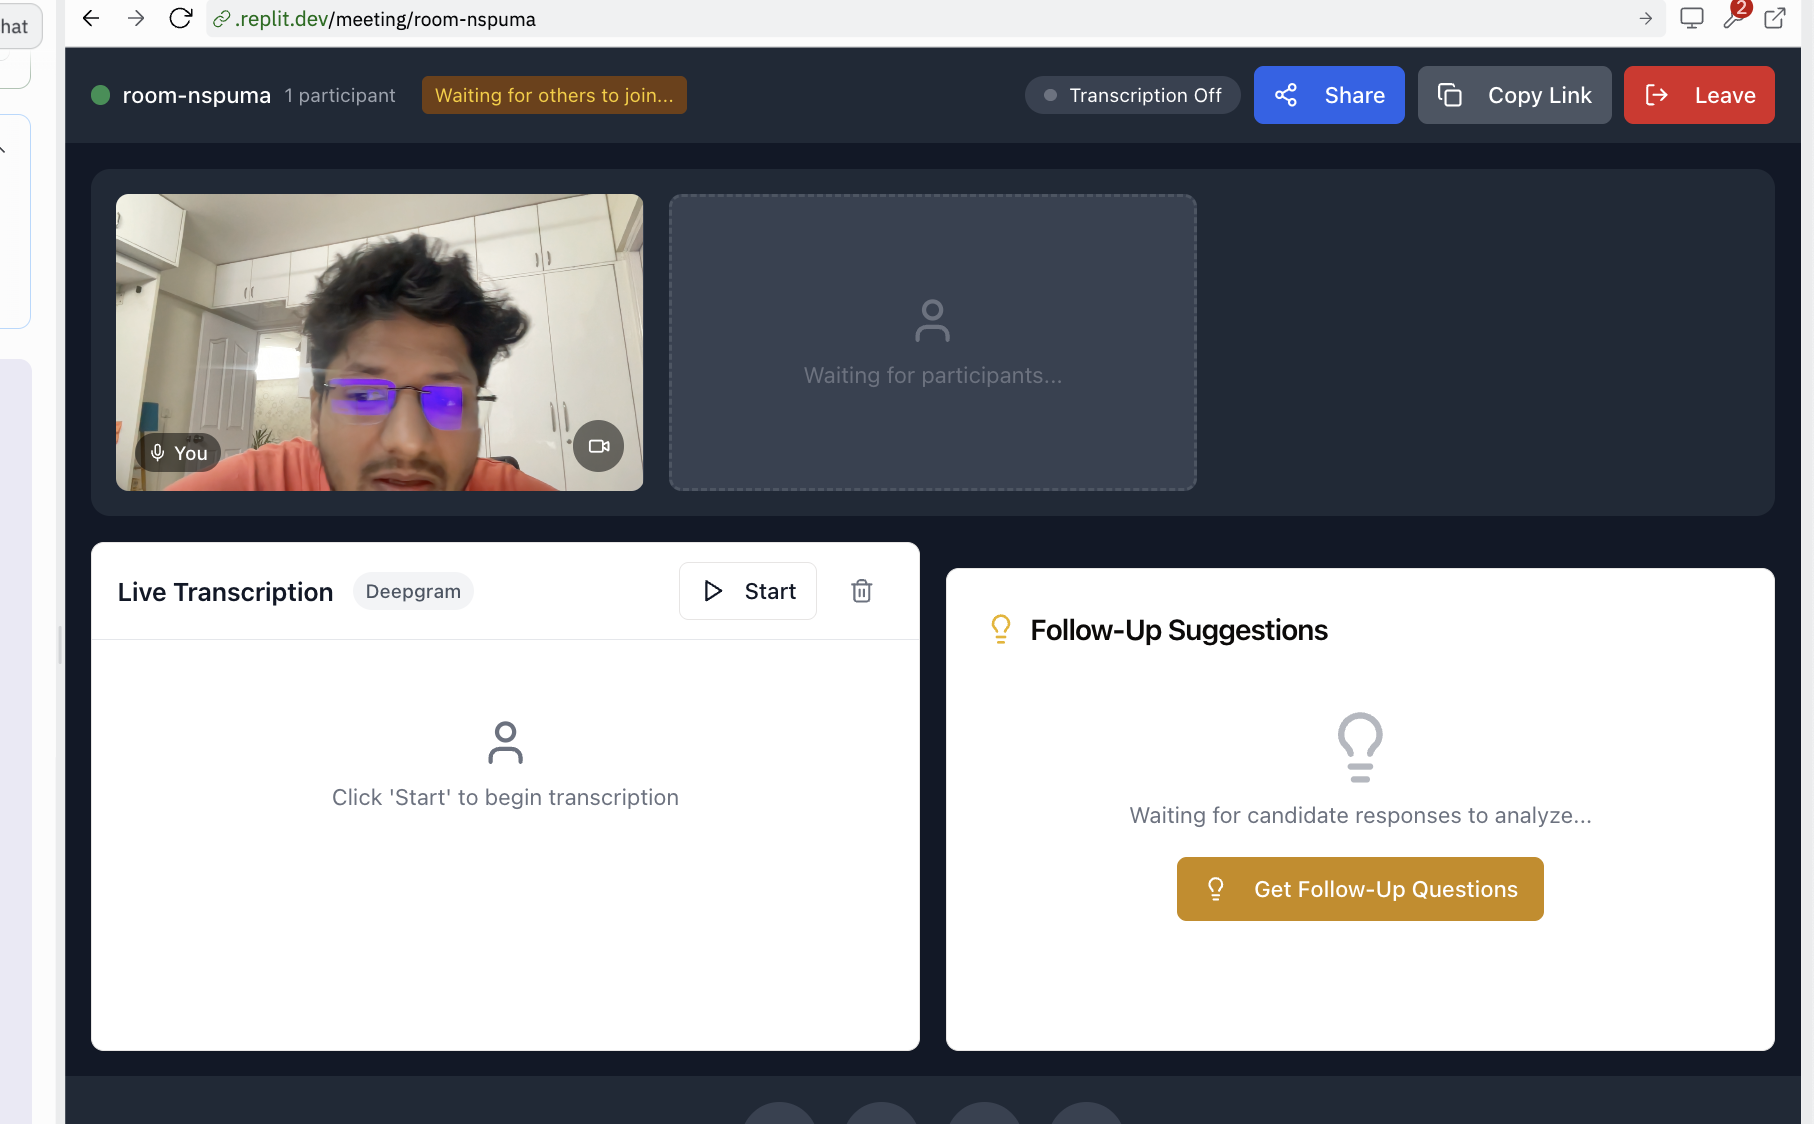 hat
.replit.dev/meeting/room-nspuma
2
room-nspuma 1 participant Waiting for others to join... Transcription Off Share Copy Link Leave
You
Waiting for participants...
Live Transcription Deepgram Start
Click 'Start' to begin transcription
Follow-Up Suggestions
Waiting for candidate responses to analyze...
Get Follow-Up Questions